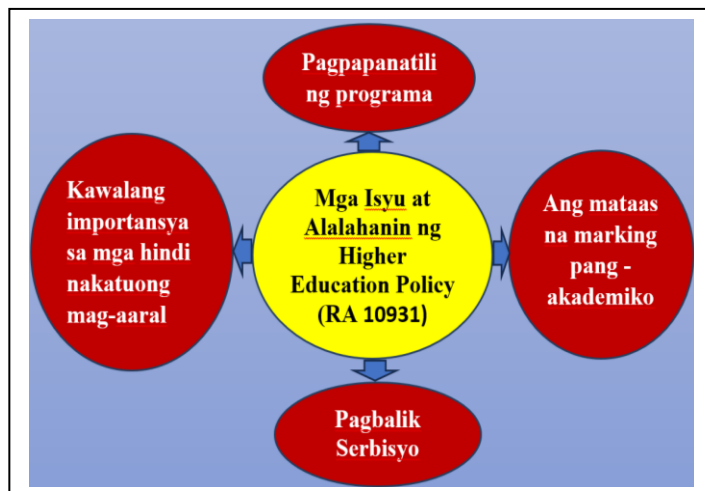 Pagpapanatili
ng programa
Kawalang
importansya
sa mga hindi
nakatuong
mag-aaral
Mga Isyu at
Alalahanin ng
Higher
Education Policy
(RA 10931)
Ang mataas
na marking
pang -
akademiko
Pagbalik
Serbisyo